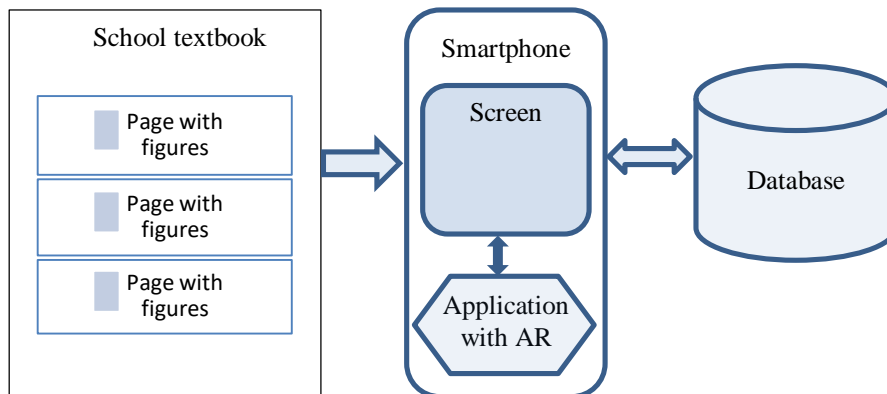 School textbook
Page with
figures
Page with
figures
Page with
figures
Smartphone
Screen
Application
with AR
Database